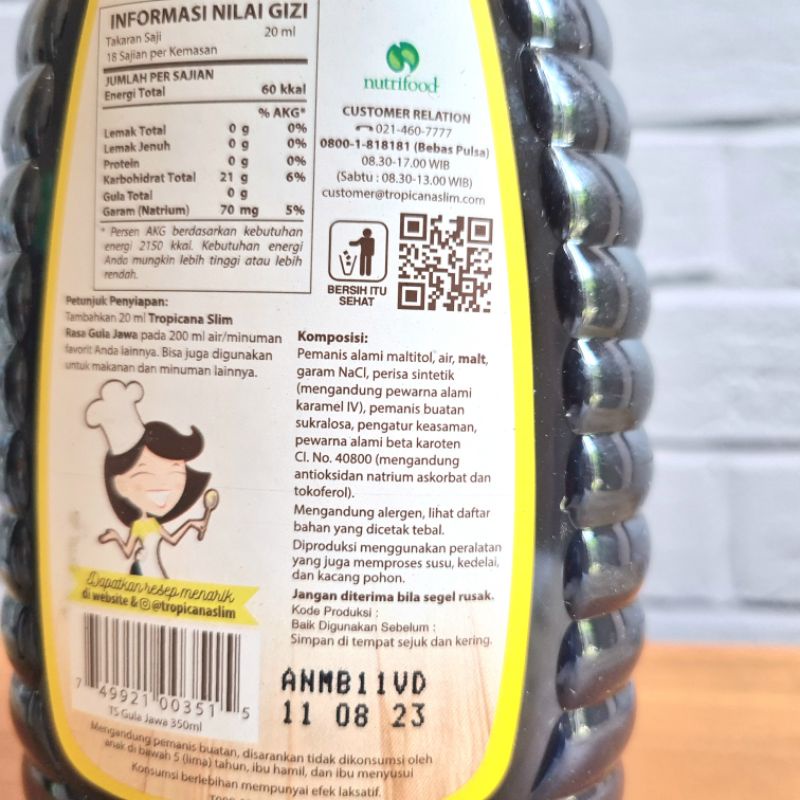 INFORMASI NILAI GIZI
Takaran Saji 20 ml
18 Sajian per Kemasan
JUMLAH PER SAJIAN
Energi Total 60 kkal
% AKG*
Lemak Total 0 g 0%
Lemak Jenuh 0 g 0%
Protein 0 g 0%
Karbohidrat Total 21 g 6%
Gula Total 0 g
Garam (Natrium) 70 mg 5%
* Persen AKG berdasarkan kebutuhan
energi 2150 kkal. Kebutuhan energi
Anda mungkin lebih tinggi atau lebih
rendah.
nutrifood
CUSTOMER RELATION
021-460-7777
0800-1-818181 (Bebas Pulsa)
08.30-17.00 WIB
(Sabtu : 08.30-13.00 WIB)
customer@tropicanaslim.com
BERSIH ITU
SEHAT
Petunjuk Penyiapan:
Tambahkan 20 ml Tropicana Slim
Rasa Gula Jawa pada 200 ml air/minuman
favorit Anda lainnya. Bisa juga digunakan
untuk makanan dan minuman lainnya.
Komposisi:
Pemanis alami maltitol, air, malt,
garam NaCl, perisa sintetik
(mengandung pewarna alami
karamel IV), pemanis buatan
sukralosa, pengatur keasaman,
pewarna alami beta karoten
CI. No. 40800 (mengandung
antioksidan natrium askorbat dan
tokoferol).
Mengandung alergen, lihat daftar
bahan yang dicetak tebal.
Diproduksi menggunakan peralatan
yang juga memproses susu, kedelai,
dan kacang pohon.
Jangan diterima bila segel rusak.
Kode Produksi :
Baik Digunakan Sebelum :
Simpan di tempat sejuk dan kering.
Dapatkan resep menarik
di website & @tropicanaslim
7 49921 00351 5
TS Gula Jawa 350ml
ANMB11VD
11 08 23
Mengandung pemanis buatan, disarankan tidak dikonsumsi oleh
anak di bawah 5 (lima) tahun, ibu hamil, dan ibu menyusui
Konsumsi berlebihan mempunyai efek laksatif.